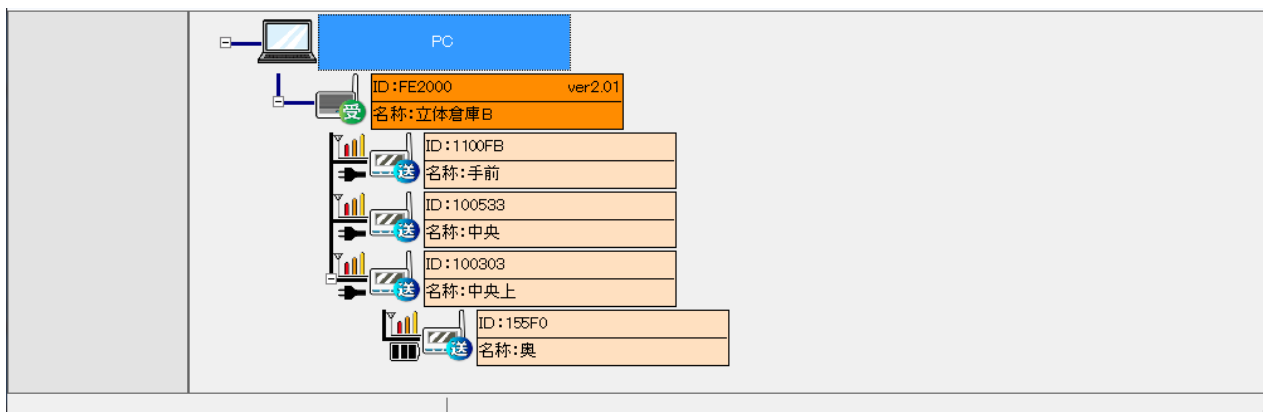 PC
ID:FE2000 ver2.01
受
名称:立体倉庫B
ID:1100FB
送
名称:手前
ID:100533
送
名称:中央
ID:100303
送
名称:中央上
ID:155F0
送
名称:奥